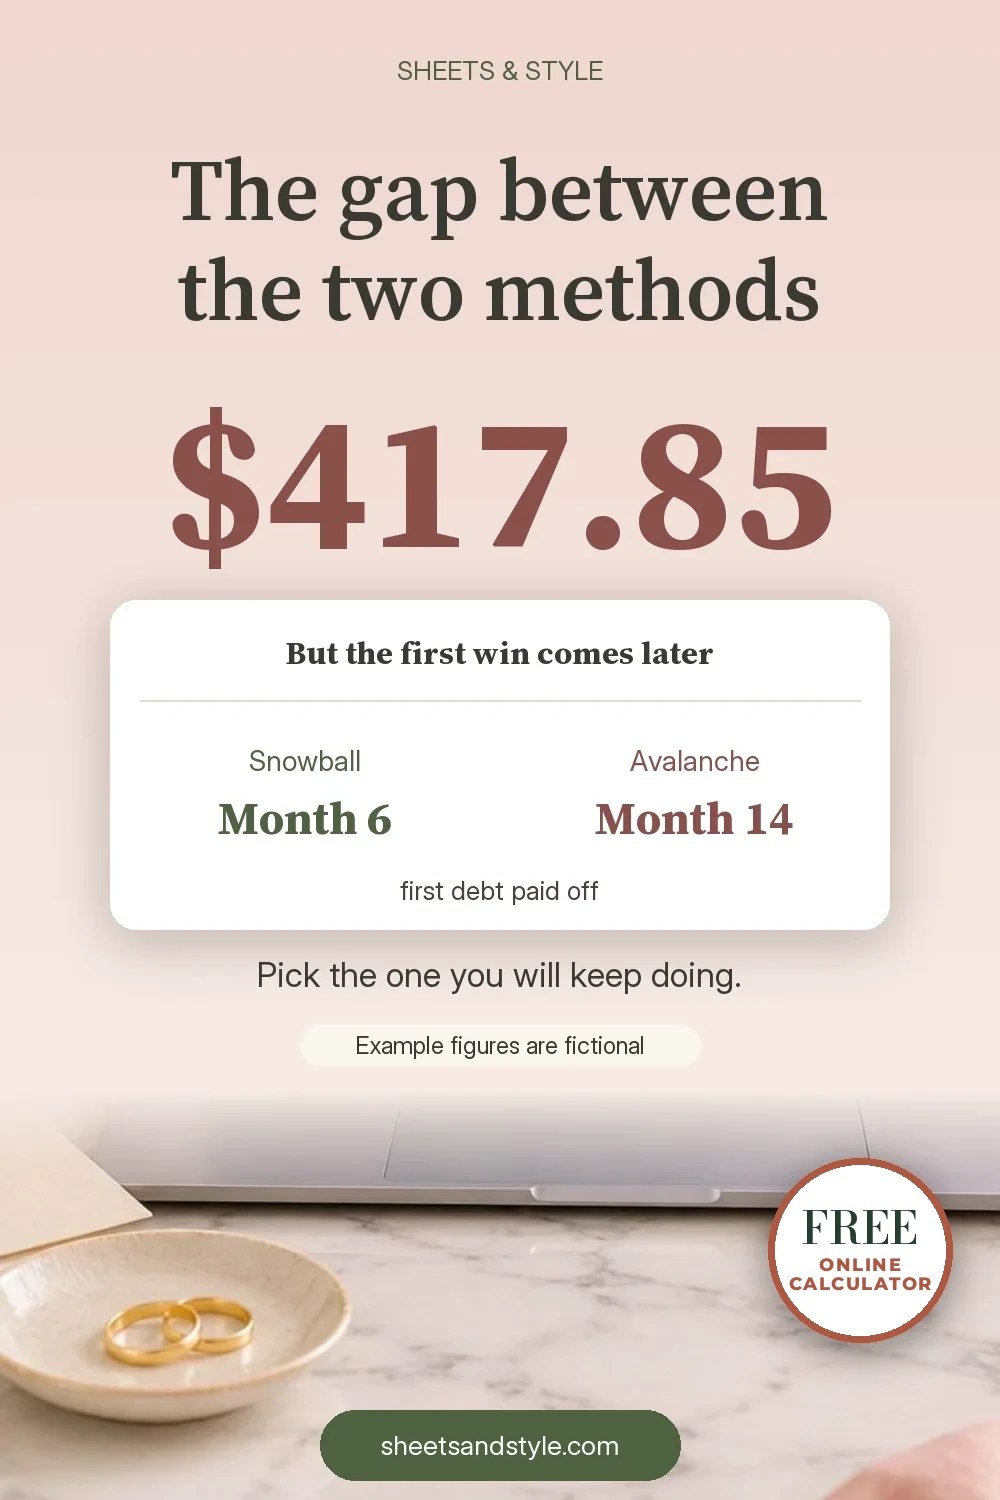 SHEETS & STYLE
The gap between
the two methods
$417.85
But the first win comes later
Snowball
Month 6
Avalanche
Month 14
first debt paid off
Pick the one you will keep doing.
Example figures are fictional
FREE
ONLINE
CALCULATOR
sheetsandstyle.com